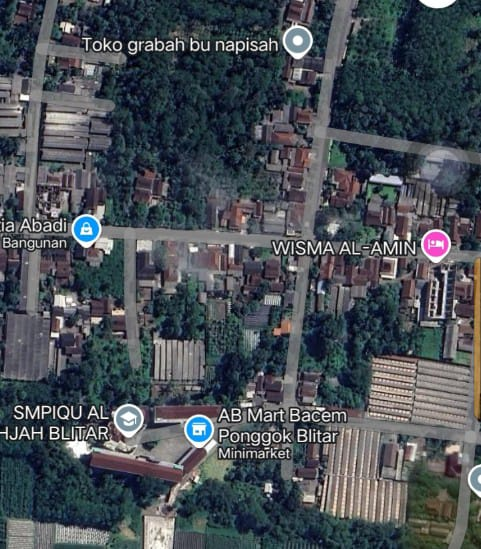 Toko grabah bu napisah
tia Abadi
Bangunan
WISMA AL-AMIN
SMPIQU AL
HJAH BLITAR
AB Mart Bacem
Ponggok Blitar
Minimarket